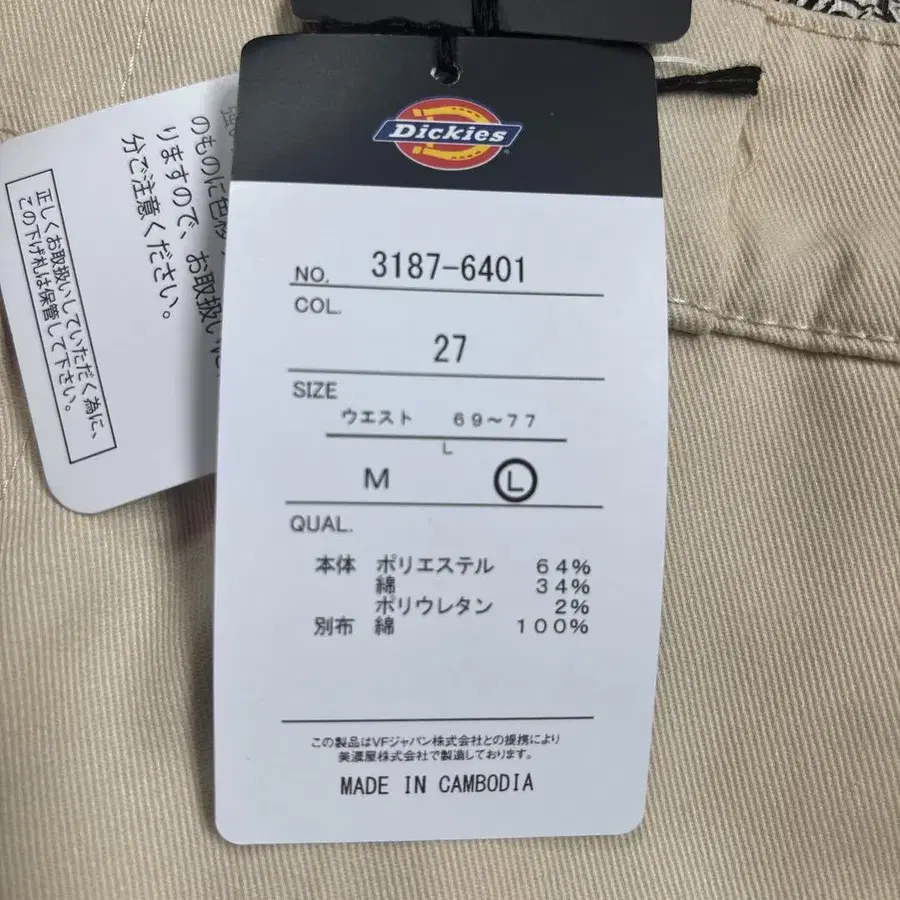 Dickies
NO. 3187-6401
COL.
27
SIZE
ウエスト 69～77
L
M L
QUAL.
本体 ポリエステル 64%
綿 34%
ポリウレタン 2%
別布 綿 100%
この製品はVFジャパン株式会社との提携により
美濃屋株式会社で製造しております。
MADE IN CAMBODIA
のものに色移
りますので、お取扱いに
分ご注意ください。
正しくお取扱いしていただく為に、
この下げ札は保管して下さい。